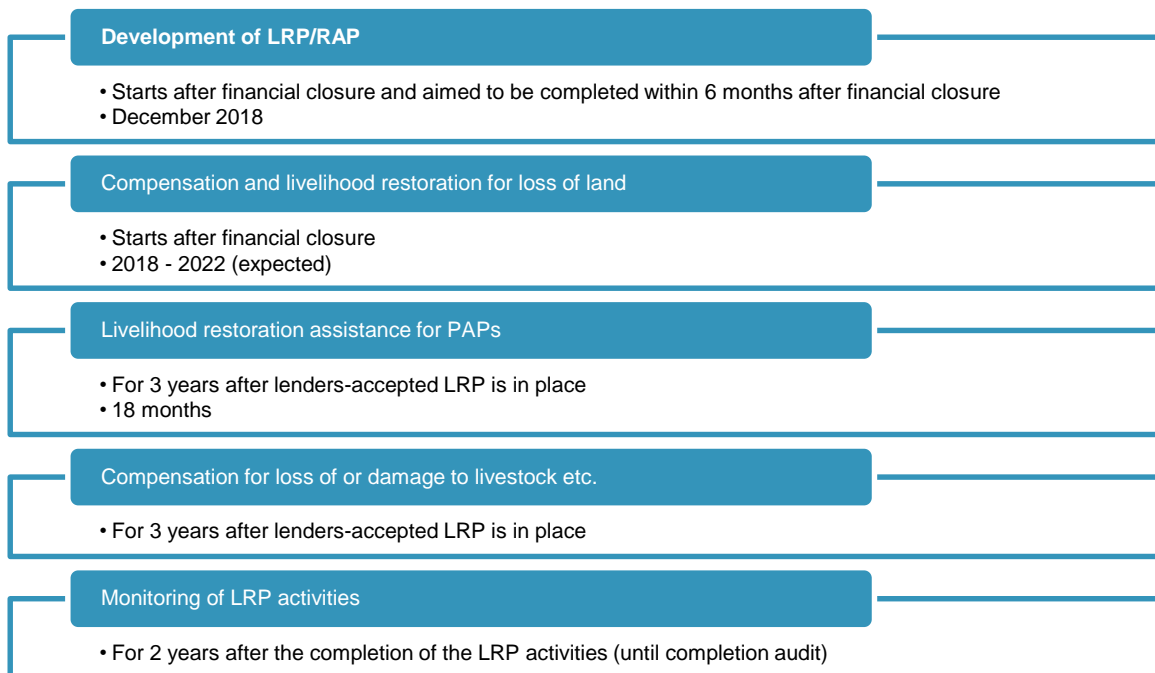 Development of LRP/RAP
• Starts after financial closure and aimed to be completed within 6 months after financial closure
• December 2018
Compensation and livelihood restoration for loss of land
• Starts after financial closure
• 2018 - 2022 (expected)
Livelihood restoration assistance for PAPs
• For 3 years after lenders-accepted LRP is in place
• 18 months
Compensation for loss of or damage to livestock etc.
• For 3 years after lenders-accepted LRP is in place
Monitoring of LRP activities
• For 2 years after the completion of the LRP activities (until completion audit)